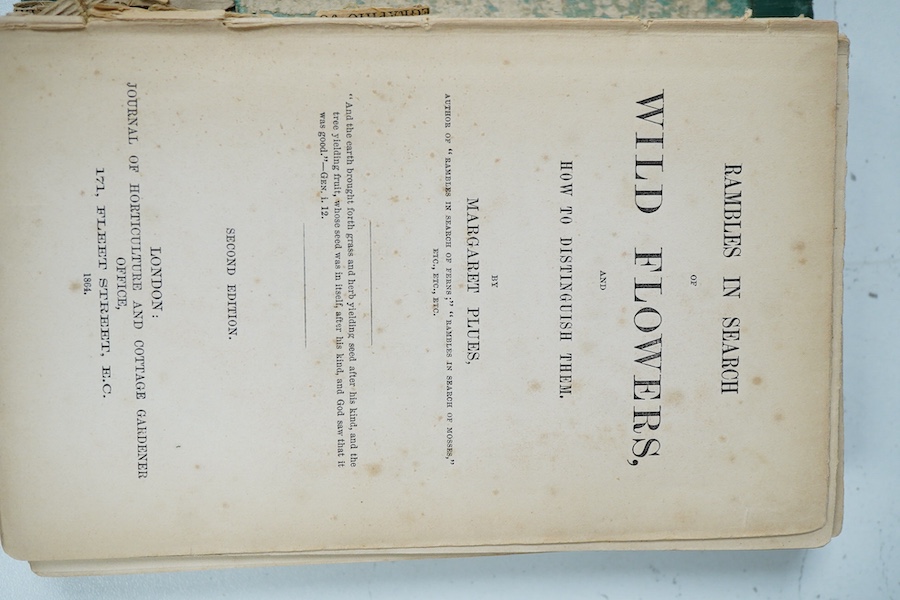 RAMBLES IN SEARCH
OF
WILD FLOWERS,
AND
HOW TO DISTINGUISH THEM.
BY
MARGARET PLUES,
AUTHOR OF "RAMBLES IN SEARCH OF FERNS;" "RAMBLES IN SEARCH OF MOSSES,"
ETC., ETC., ETC.
"And the earth brought forth grass and herb yielding seed after his kind, and the
tree yielding fruit, whose seed was in itself, after his kind, and God saw that it
was good."—GEN. i. 12.
SECOND EDITION.
LONDON:
JOURNAL OF HORTICULTURE AND COTTAGE GARDENER
OFFICE,
171, FLEET STREET, E.C.
1864.